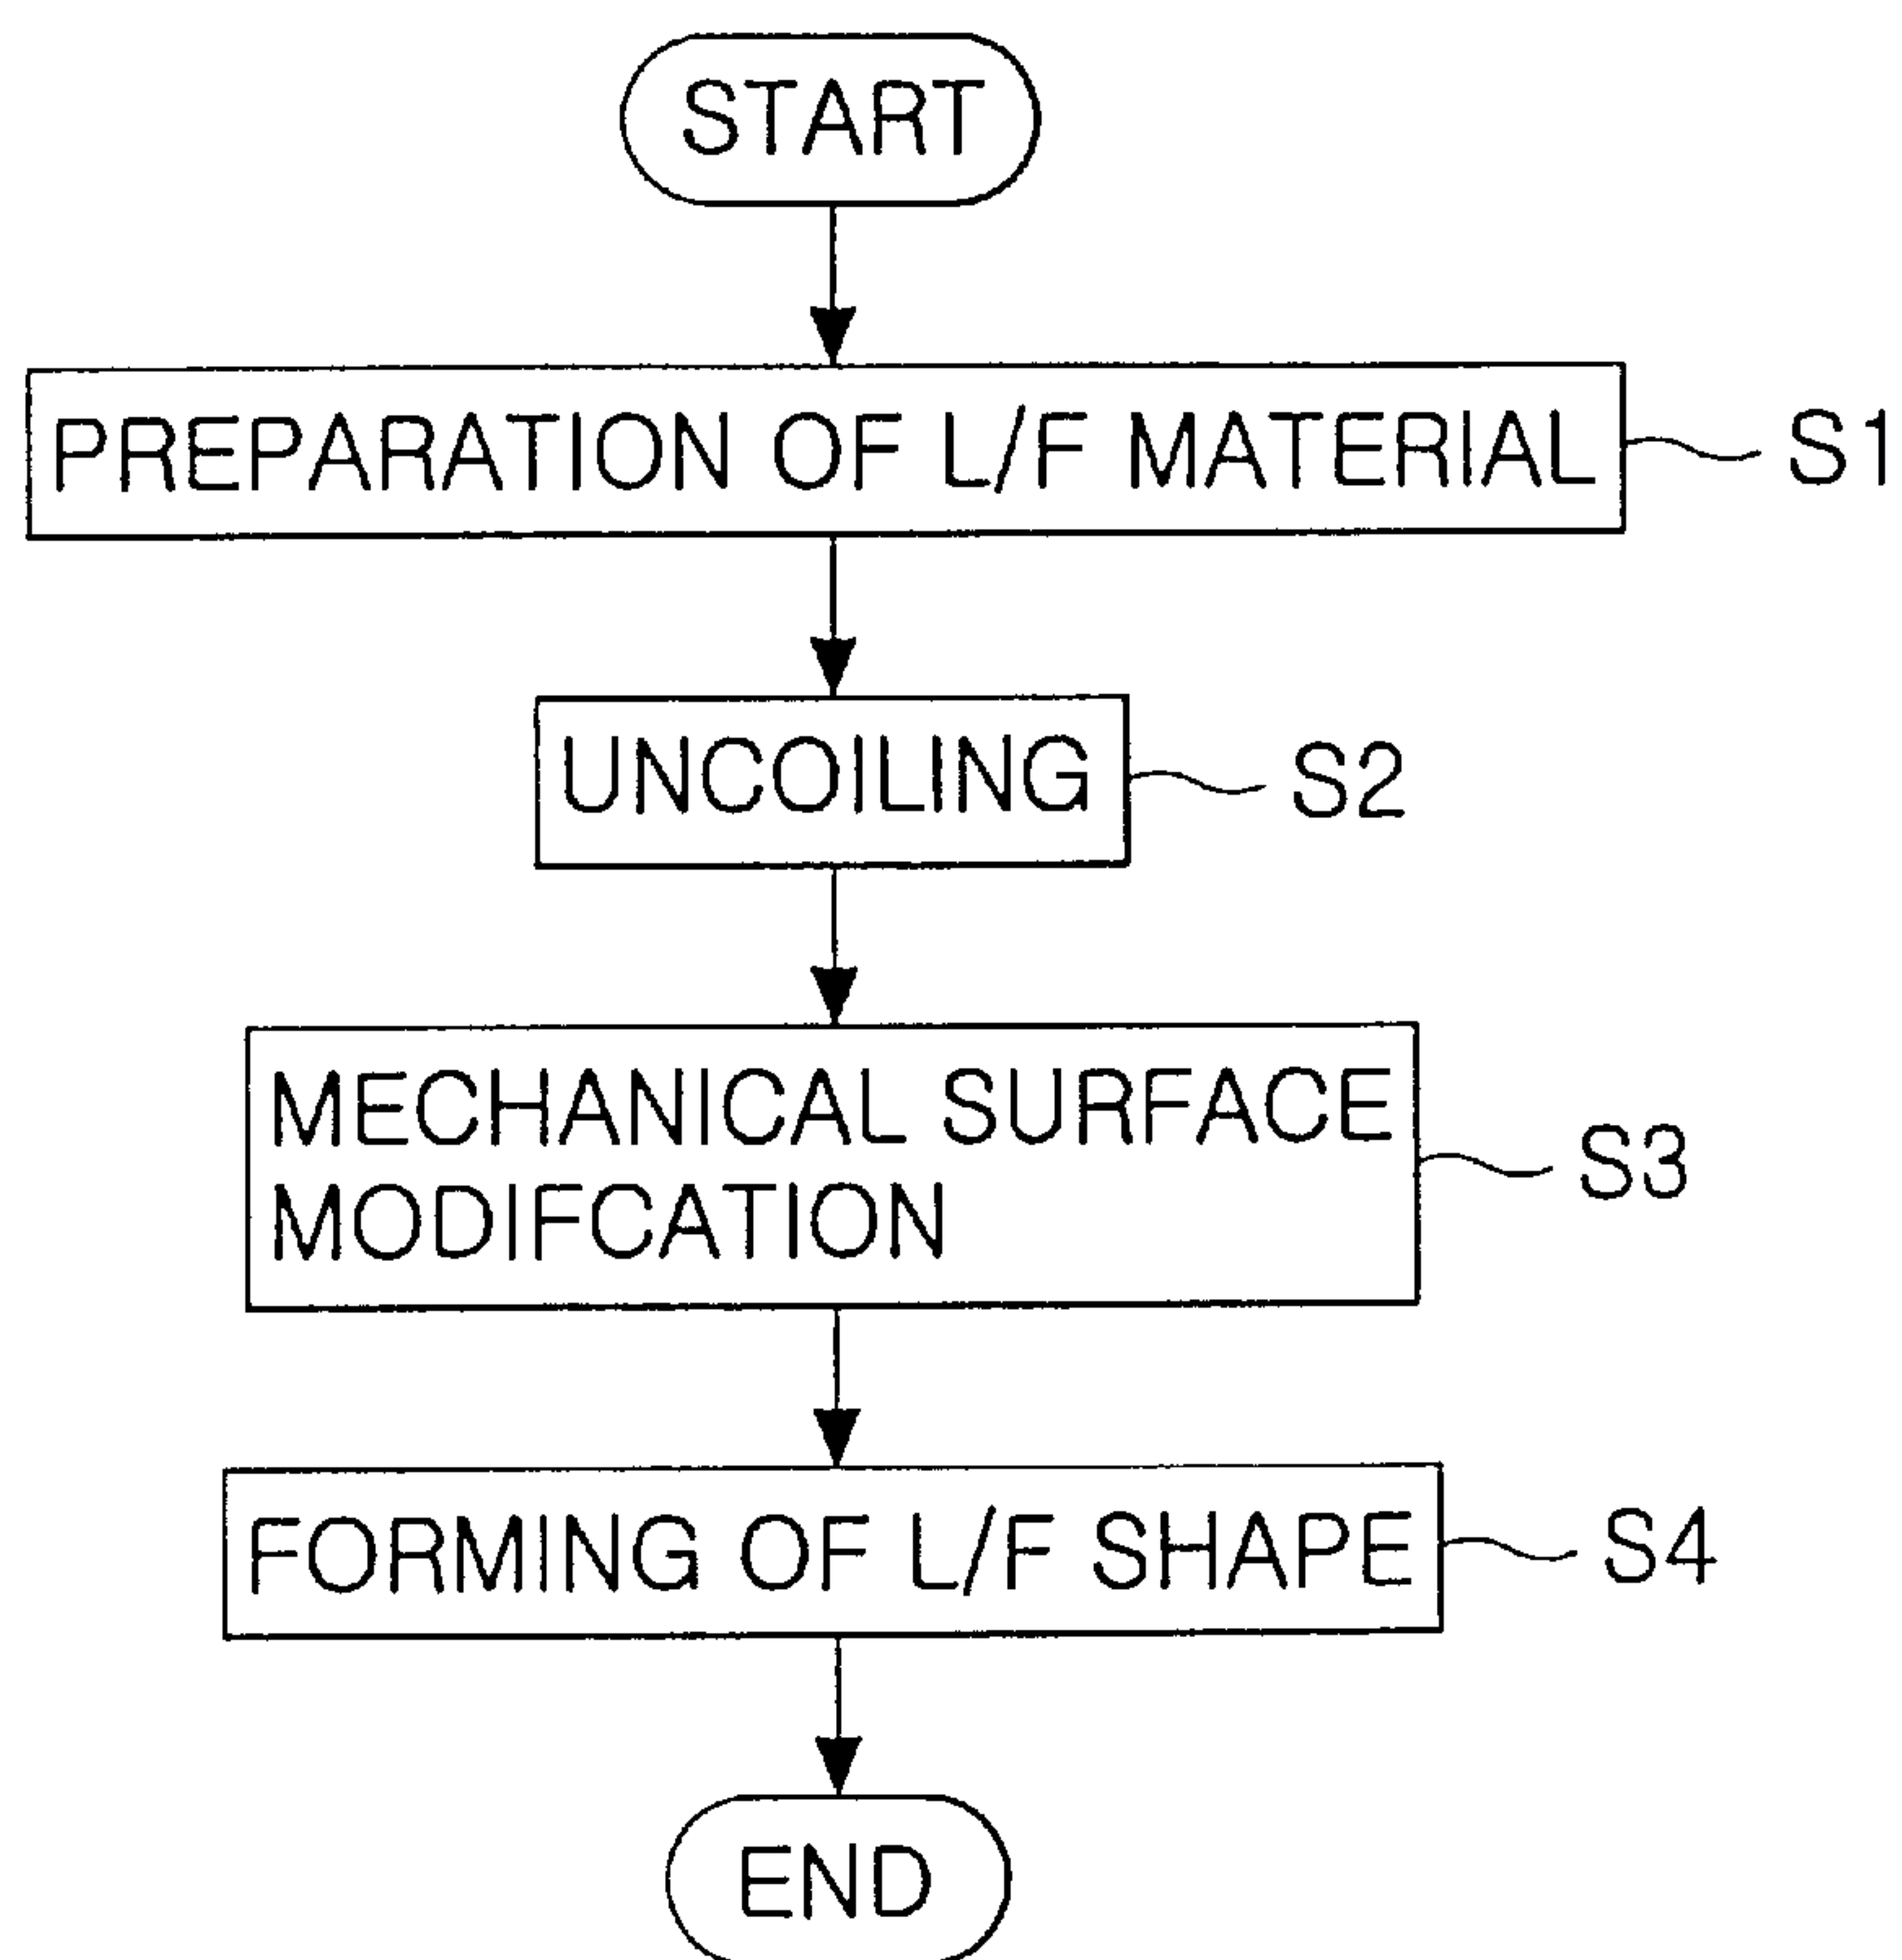 START
PREPARATION OF L/F MATERIAL
S1
UNCOILING
S2
MECHANICAL SURFACE
MODIFCATION
S3
FORMING OF L/F SHAPE
S4
END